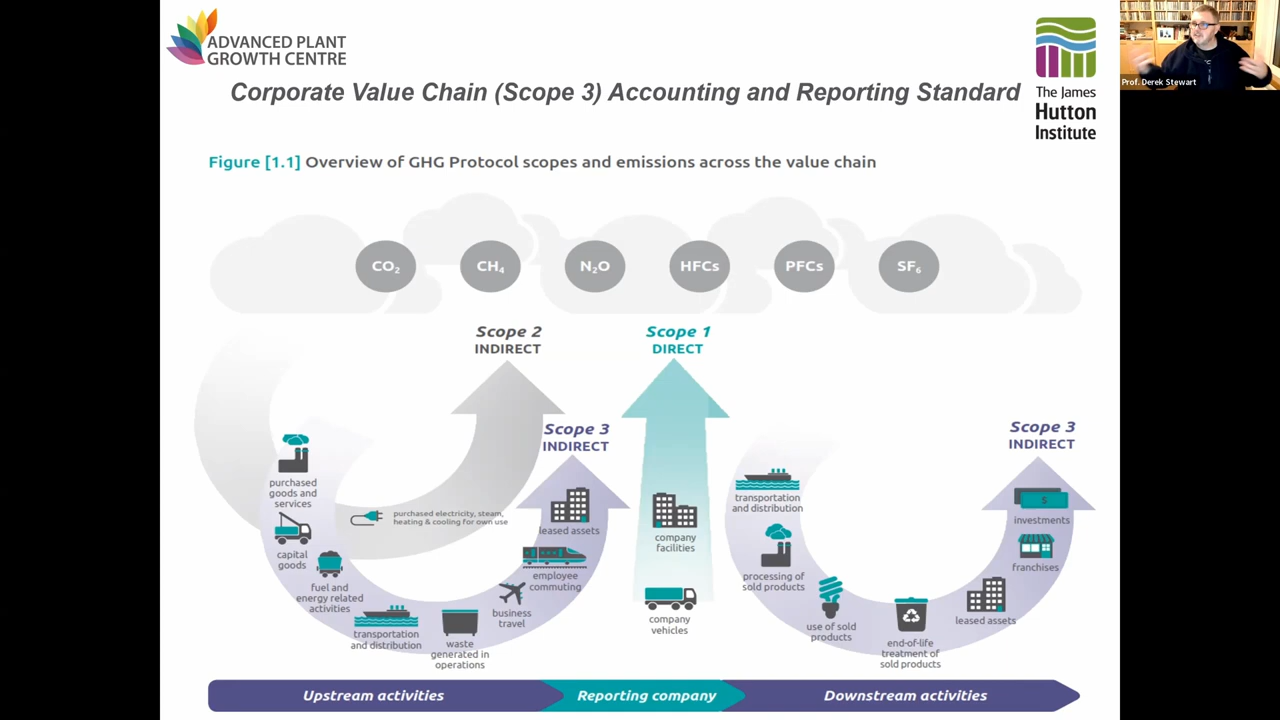 ADVANCED PLANT
GROWTH CENTRE
Corporate Value Chain (Scope 3) Accounting and Reporting Standard
The James
Hutton
Institute
Prof. Derek Stewart
Figure [1.1] Overview of GHG Protocol scopes and emissions across the value chain
CO₂
CH₄
N₂O
HFCs
PFCs
SF₆
Scope 2
INDIRECT
Scope 1
DIRECT
Scope 3
INDIRECT
Scope 3
INDIRECT
purchased
goods and
services
capital
goods
fuel and
energy related
activities
transportation
and distribution
waste
generated in
operations
business
travel
employee
commuting
leased assets
purchased electricity, steam,
heating & cooling for own use
company
facilities
company
vehicles
transportation
and distribution
processing of
sold products
use of sold
products
end-of-life
treatment of
sold products
leased assets
franchises
investments
$
Upstream activities
Reporting company
Downstream activities